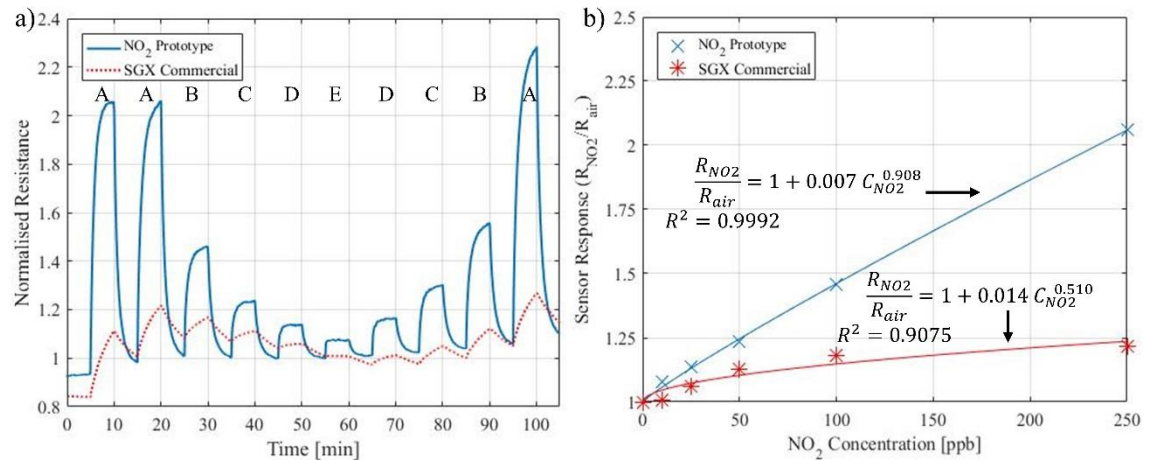 a)
2.4
2.2
2
1.8
1.6
1.4
1.2
1
0.8
Normalised Resistance
NO2 Prototype
SGX Commercial
A A B C D E D C B A
0 10 20 30 40 50 60 70 80 90 100
Time [min]
b)
2.5
2.25
2
1.75
1.5
1.25
1
Sensor Response (RNO2/Rair)
NO2 Prototype
SGX Commercial
RNO2/Rair = 1 + 0.007 CNO2^0.908
R² = 0.9992
RNO2/Rair = 1 + 0.014 CNO2^0.510
R² = 0.9075
0 50 100 150 200 250
NO2 Concentration [ppb]